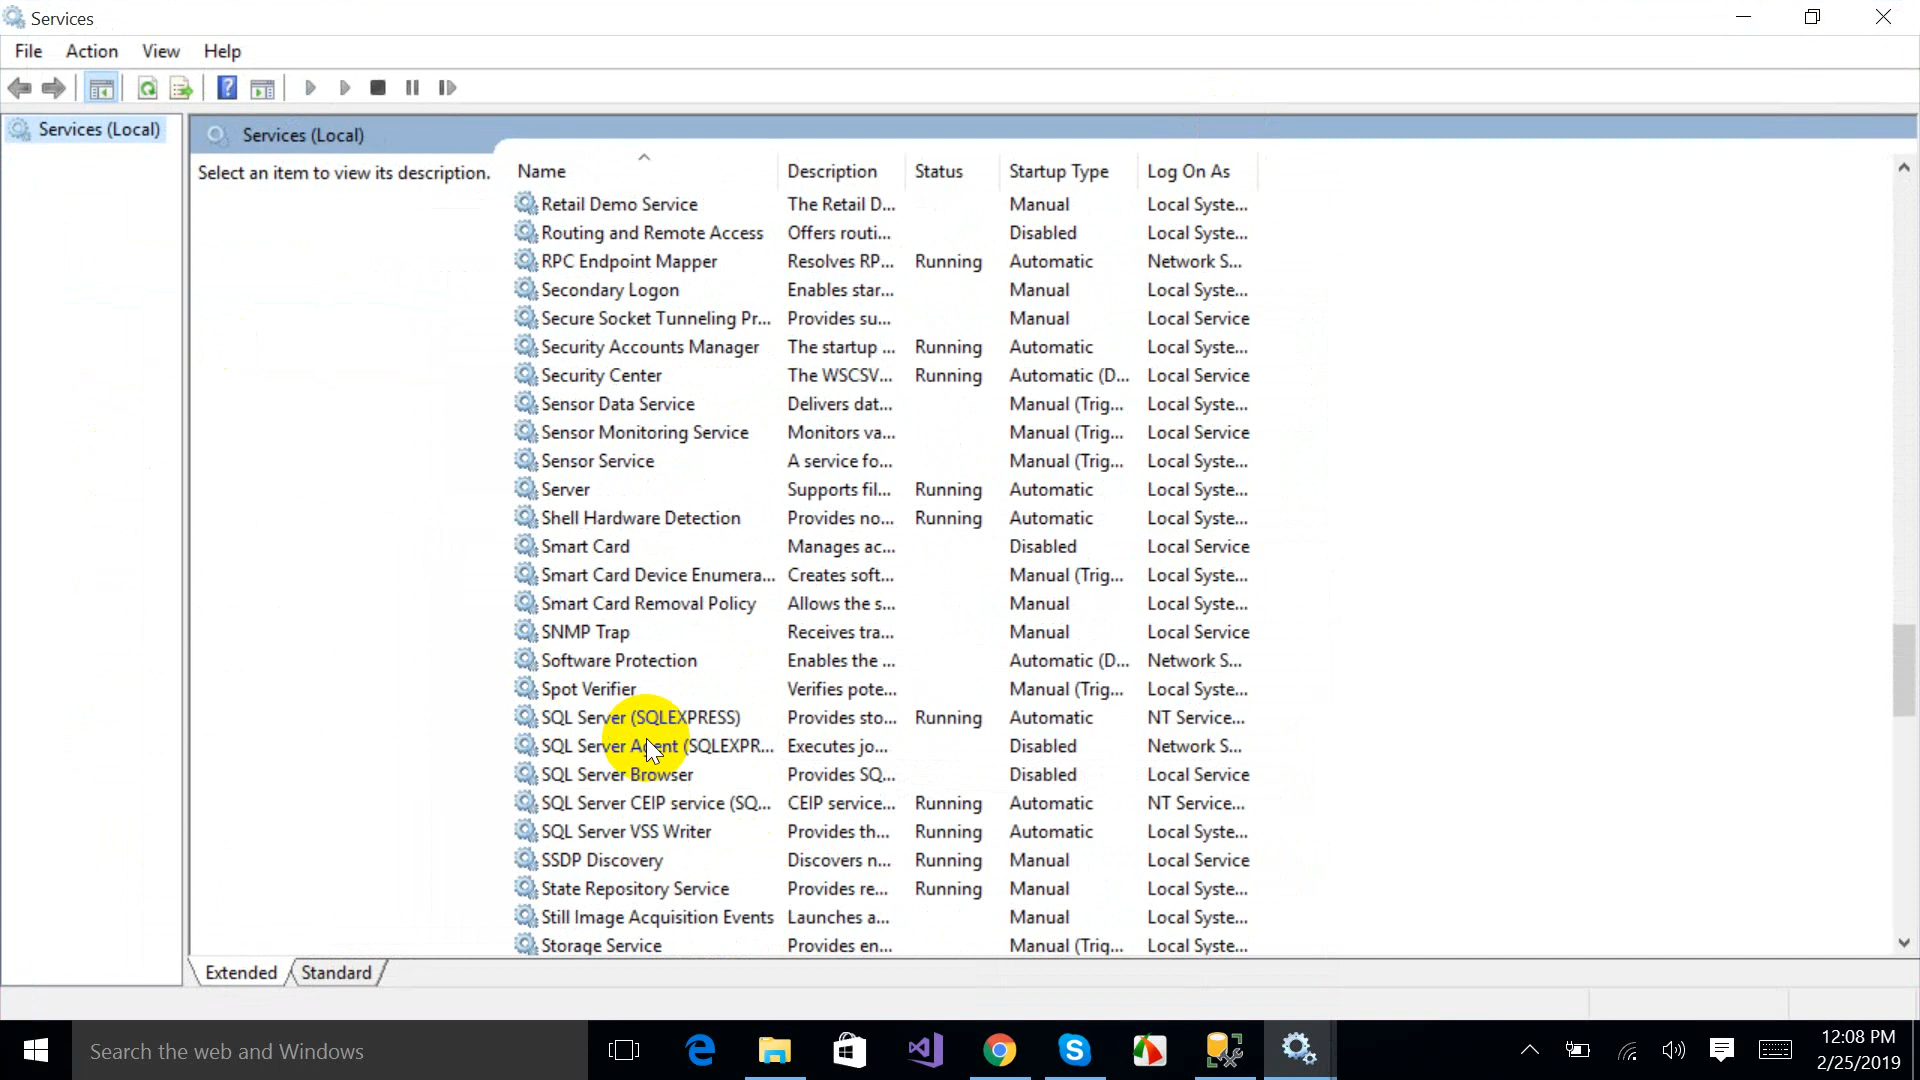 Services
File Action View Help
Services (Local)
Services (Local)
Select an item to view its description.
Name Description Status Startup Type Log On As
Retail Demo Service The Retail D... Manual Local Syste...
Routing and Remote Access Offers routi... Disabled Local Syste...
RPC Endpoint Mapper Resolves RP... Running Automatic Network S...
Secondary Logon Enables star... Manual Local Syste...
Secure Socket Tunneling Pr... Provides su... Manual Local Service
Security Accounts Manager The startup ... Running Automatic Local Syste...
Security Center The WSCSV... Running Automatic (D... Local Service
Sensor Data Service Delivers dat... Manual (Trig... Local Syste...
Sensor Monitoring Service Monitors va... Manual (Trig... Local Service
Sensor Service A service fo... Manual (Trig... Local Syste...
Server Supports fil... Running Automatic Local Syste...
Shell Hardware Detection Provides no... Running Automatic Local Syste...
Smart Card Manages ac... Disabled Local Service
Smart Card Device Enumera... Creates soft... Manual (Trig... Local Syste...
Smart Card Removal Policy Allows the s... Manual Local Syste...
SNMP Trap Receives tra... Manual Local Service
Software Protection Enables the ... Automatic (D... Network S...
Spot Verifier Verifies pote... Manual (Trig... Local Syste...
SQL Server (SQLEXPRESS) Provides sto... Running Automatic NT Service...
SQL Server Agent (SQLEXPR... Executes jo... Disabled Network S...
SQL Server Browser Provides SQ... Disabled Local Service
SQL Server CEIP service (SQ... CEIP service... Running Automatic NT Service...
SQL Server VSS Writer Provides th... Running Automatic Local Syste...
SSDP Discovery Discovers n... Running Manual Local Service
State Repository Service Provides re... Running Manual Local Syste...
Still Image Acquisition Events Launches a... Manual Local Syste...
Storage Service Provides en... Manual (Trig... Local Syste...
Extended Standard
Search the web and Windows
12:08 PM
2/25/2019